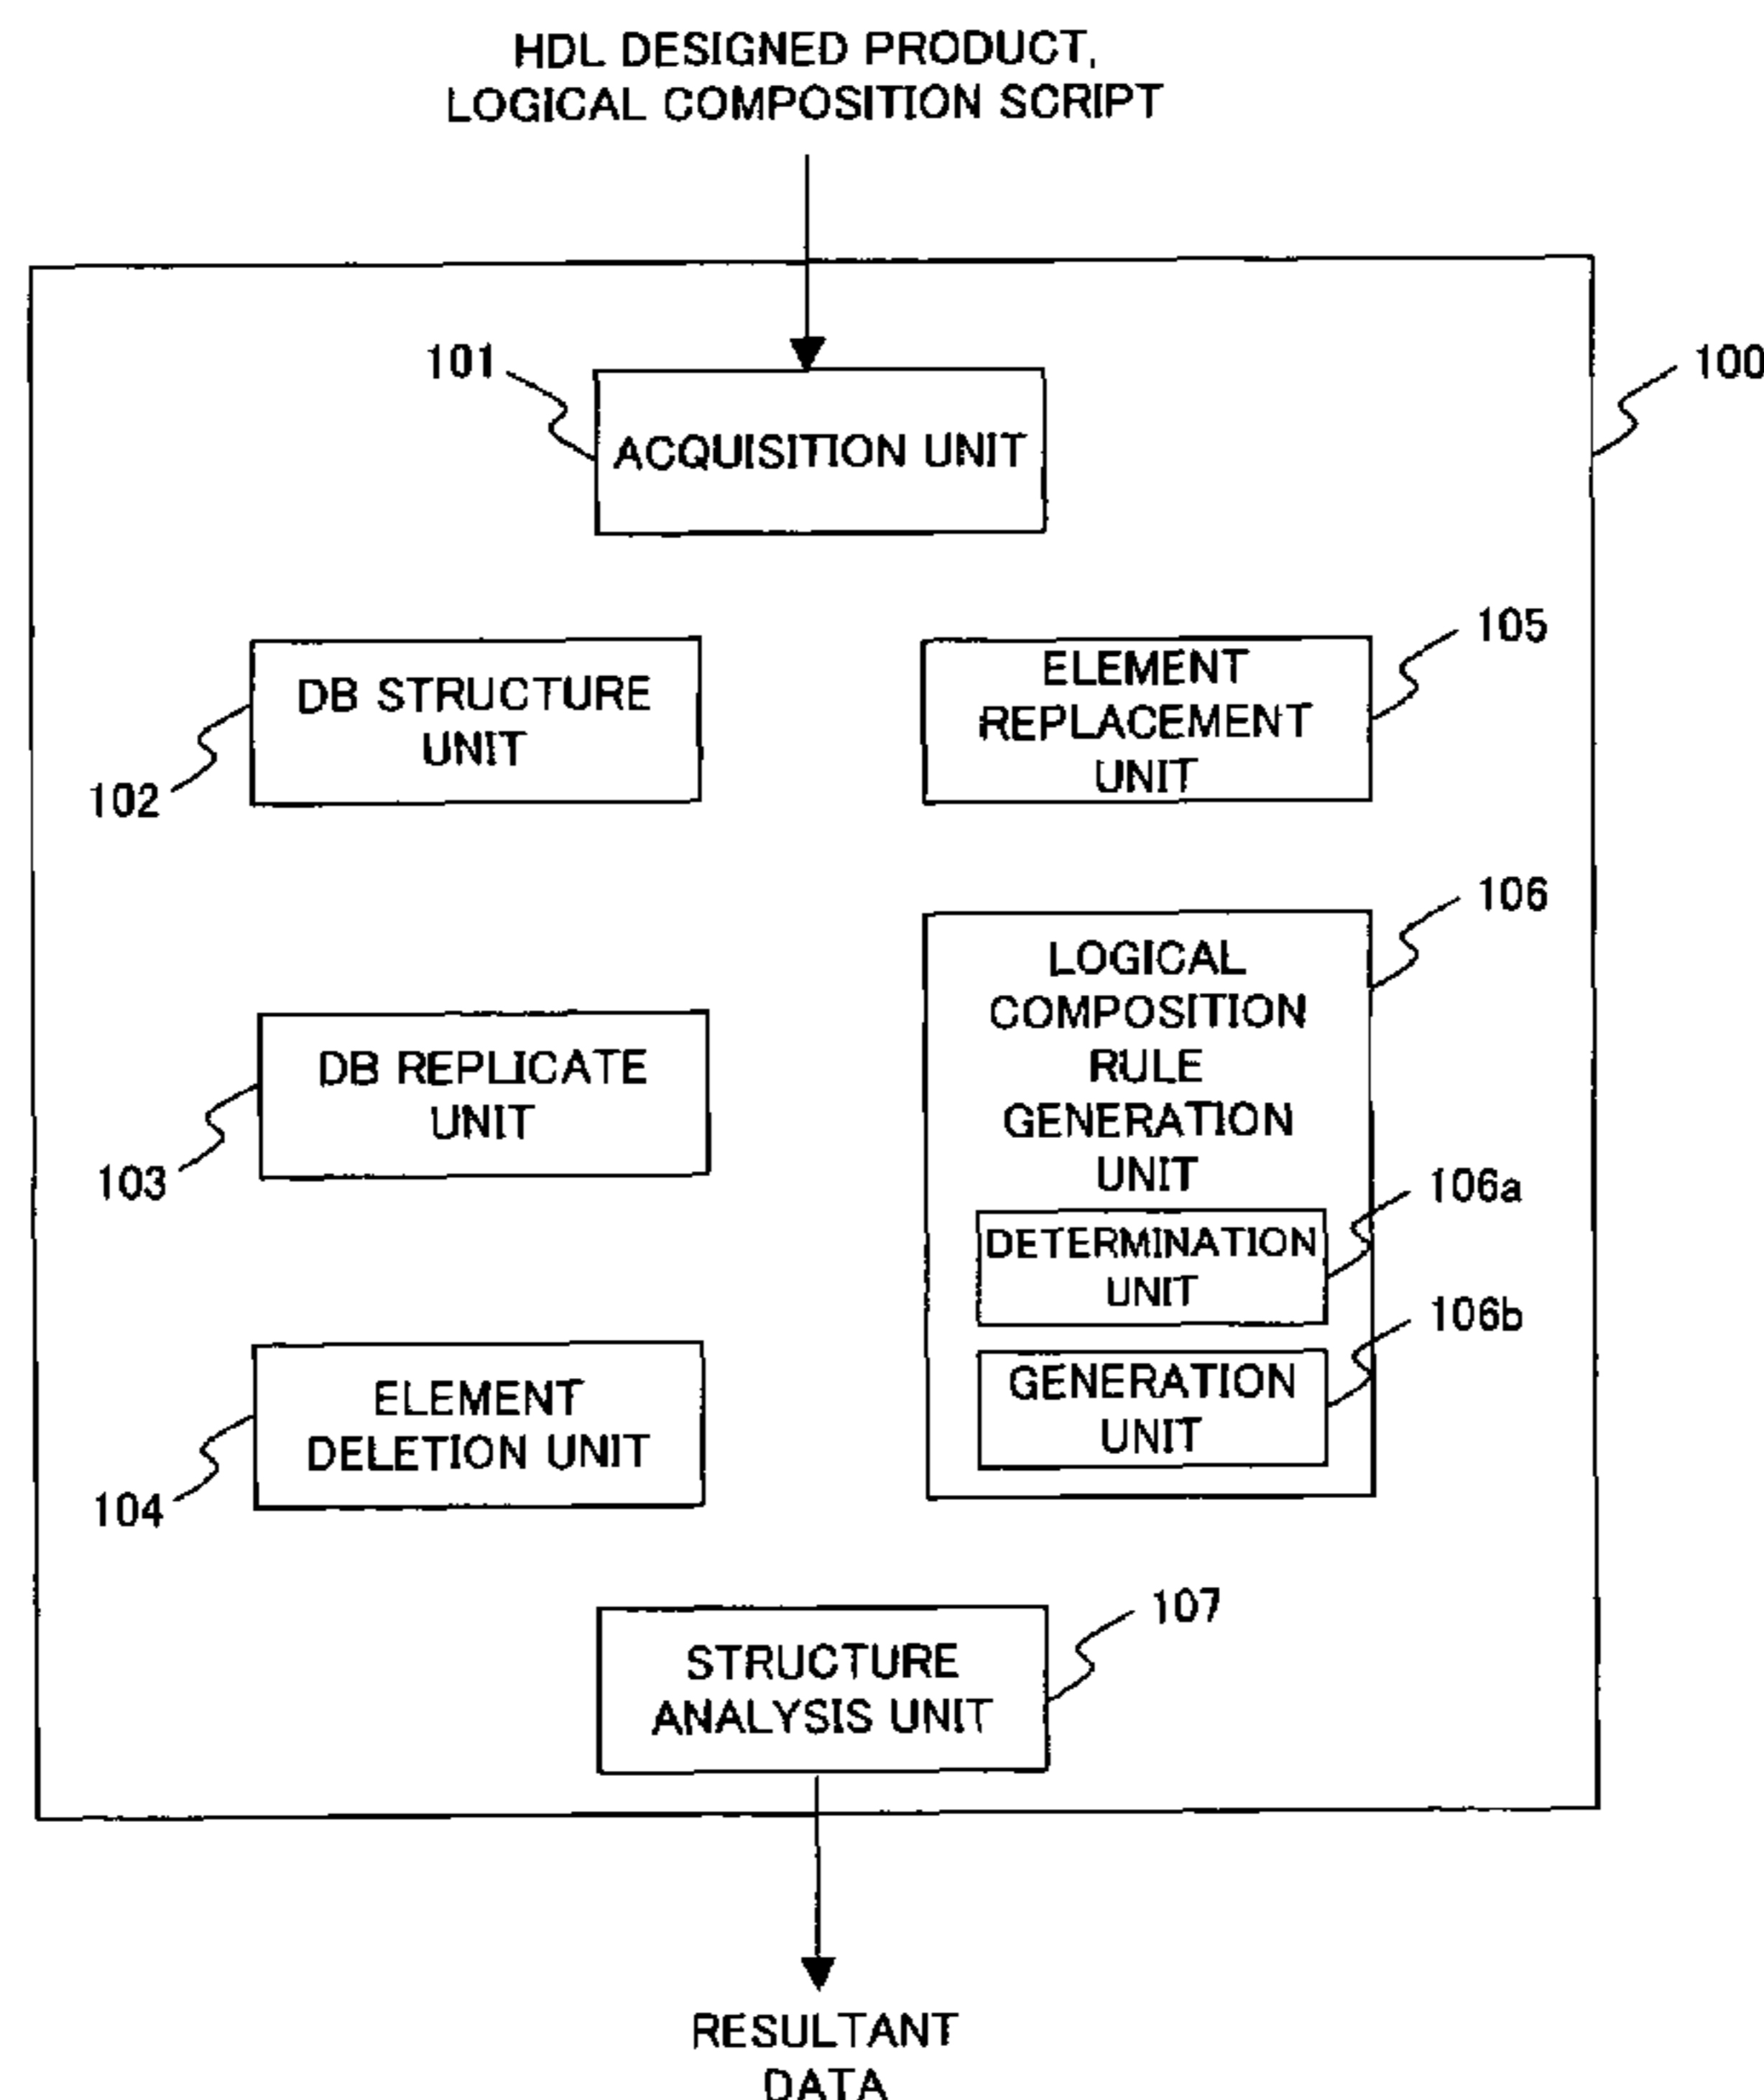 HDL DESIGNED PRODUCT,
LOGICAL COMPOSITION SCRIPT
101
100
ACQUISITION UNIT
105
DB STRUCTURE
UNIT
102
ELEMENT
REPLACEMENT
UNIT
106
LOGICAL
COMPOSITION
RULE
GENERATION
UNIT
DB REPLICATE
UNIT
103
106a
DETERMINATION
UNIT
106b
GENERATION
UNIT
ELEMENT
DELETION UNIT
104
107
STRUCTURE
ANALYSIS UNIT
RESULTANT
DATA